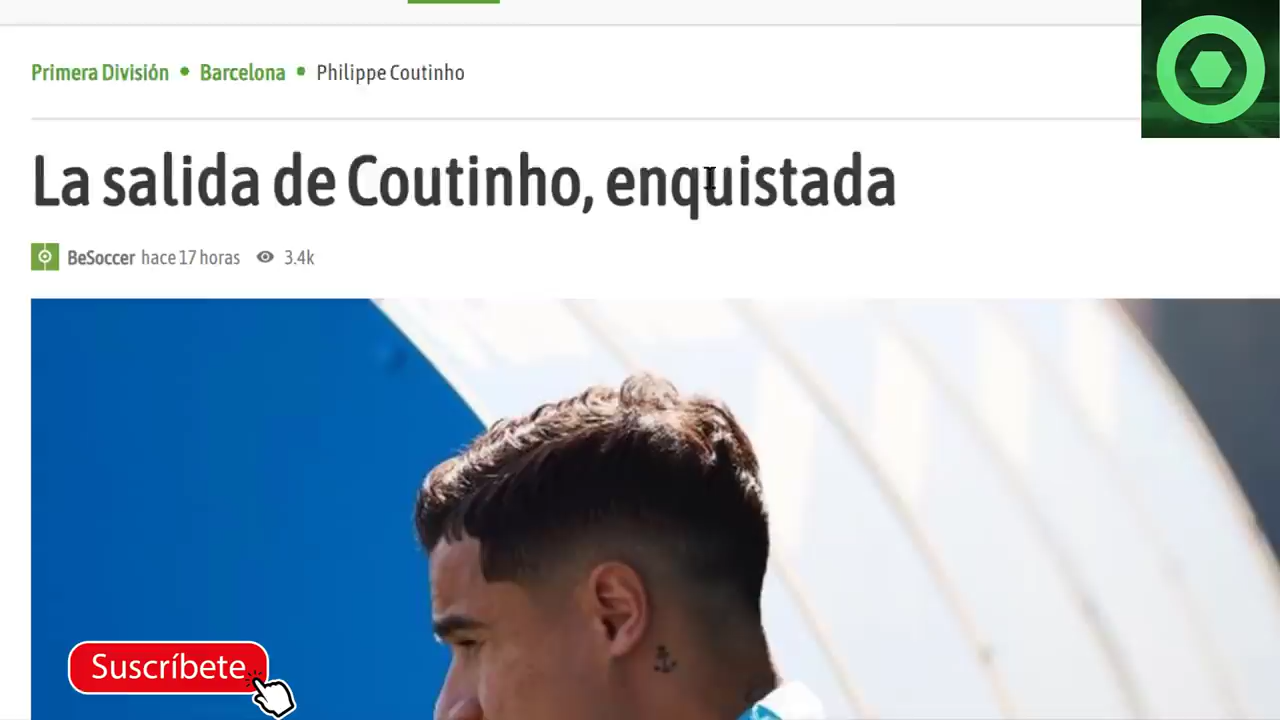 Primera División • Barcelona • Philippe Coutinho
La salida de Coutinho, enquistada
BeSoccer hace 17 horas 3.4k
Suscríbete